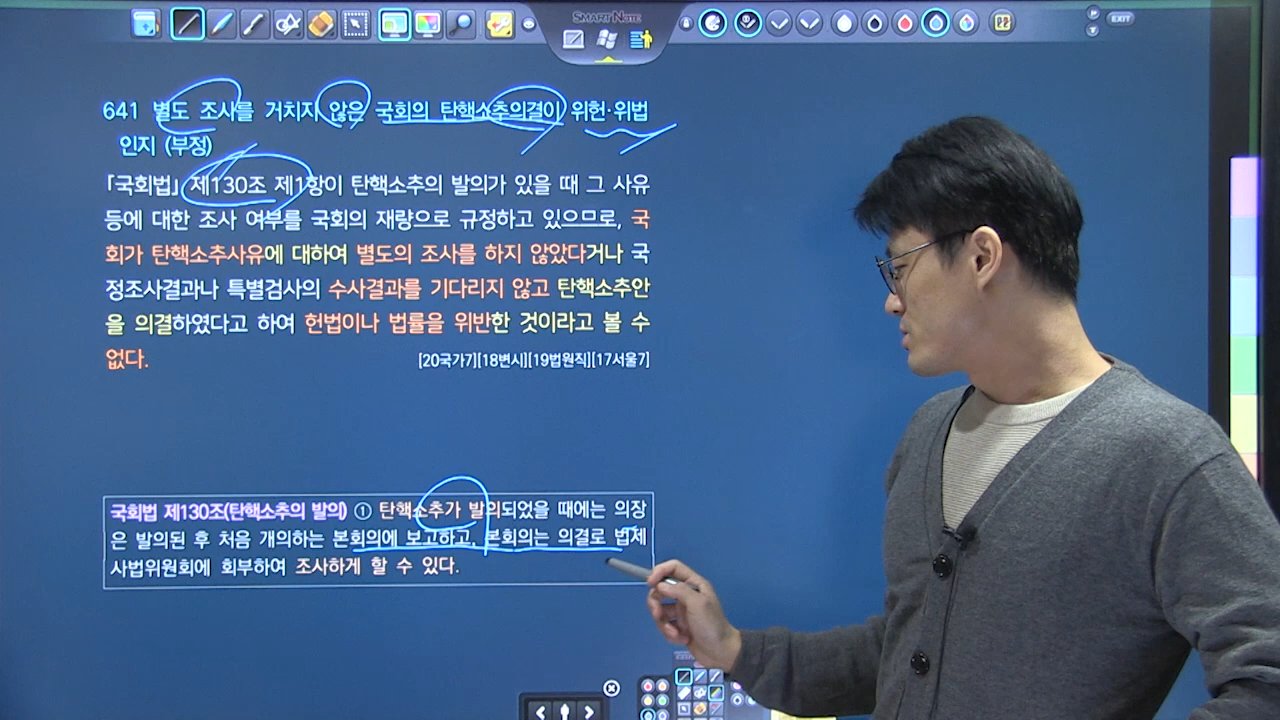 SMART NOTE
EXIT
641 별도 조사를 거치지 않은 국회의 탄핵소추의결이 위헌·위법
인지 (부정)
「국회법」 제130조 제1항이 탄핵소추의 발의가 있을 때 그 사유
등에 대한 조사 여부를 국회의 재량으로 규정하고 있으므로, 국
회가 탄핵소추사유에 대하여 별도의 조사를 하지 않았다거나 국
정조사결과나 특별검사의 수사결과를 기다리지 않고 탄핵소추안
을 의결하였다고 하여 헌법이나 법률을 위반한 것이라고 볼 수
없다.
[20국가7][18변시][19법원직][17서울7]
국회법 제130조(탄핵소추의 발의) ① 탄핵소추가 발의되었을 때에는 의장
은 발의된 후 처음 개의하는 본회의에 보고하고, 본회의는 의결로 법제
사법위원회에 회부하여 조사하게 할 수 있다.